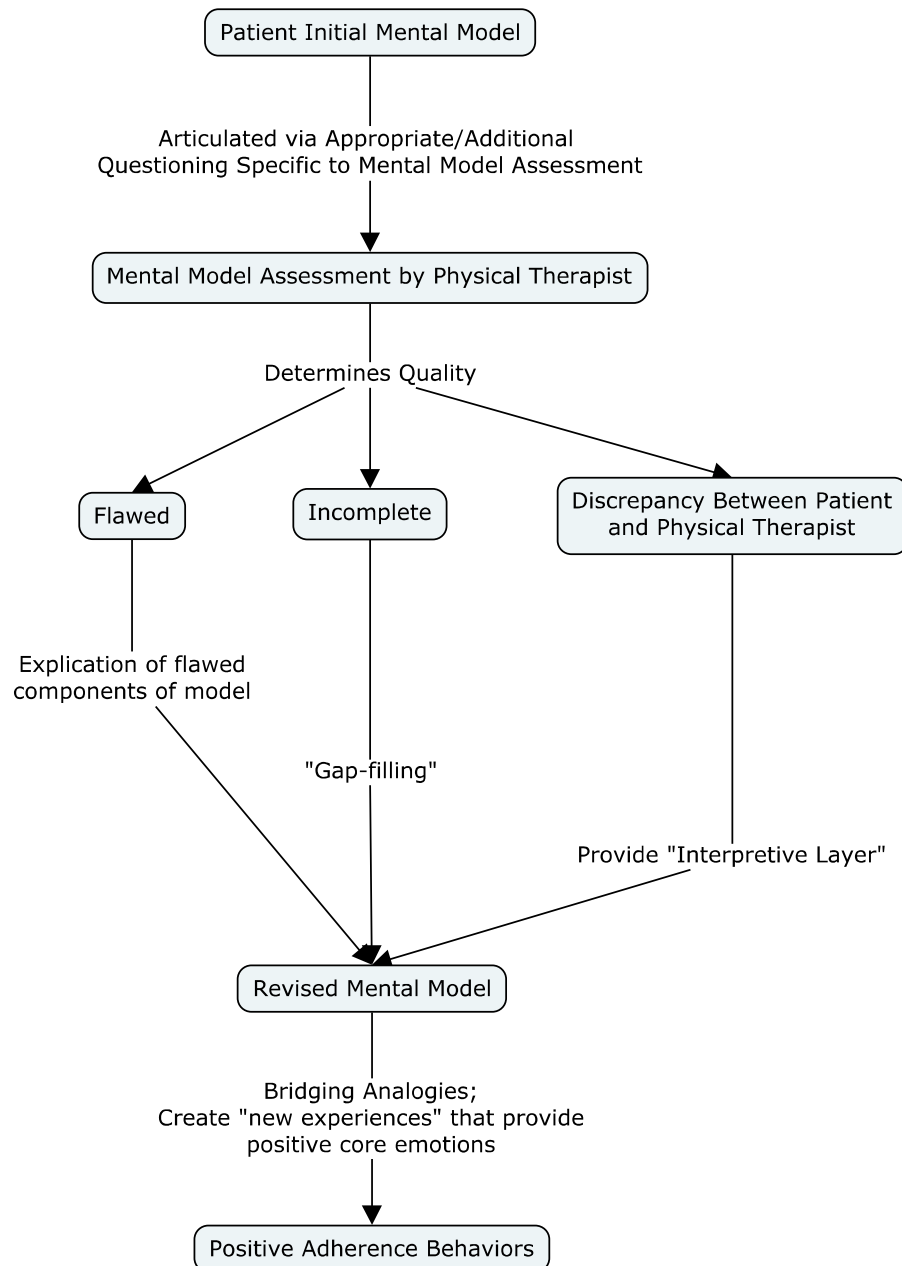 Patient Initial Mental Model
Articulated via Appropriate/Additional
Questioning Specific to Mental Model Assessment
Mental Model Assessment by Physical Therapist
Determines Quality
Flawed
Incomplete
Discrepancy Between Patient
and Physical Therapist
Explication of flawed
components of model
"Gap-filling"
Provide "Interpretive Layer"
Revised Mental Model
Bridging Analogies;
Create "new experiences" that provide
positive core emotions
Positive Adherence Behaviors